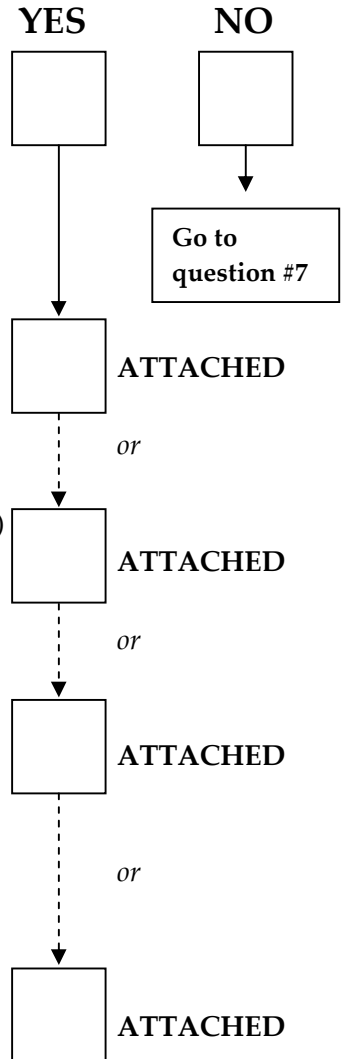 YES NO
Go to
question #7
ATTACHED
or
)
ATTACHED
or
ATTACHED
or
ATTACHED